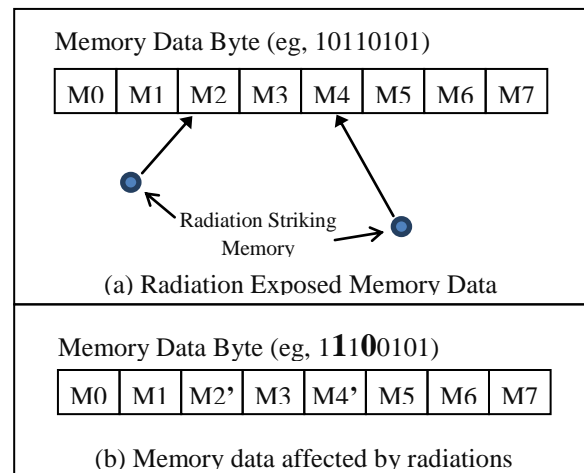 Memory Data Byte (eg, 10110101)
M0 M1 M2 M3 M4 M5 M6 M7
Radiation Striking
Memory
(a) Radiation Exposed Memory Data
Memory Data Byte (eg, 11100101)
M0 M1 M2’ M3 M4’ M5 M6 M7
(b) Memory data affected by radiations